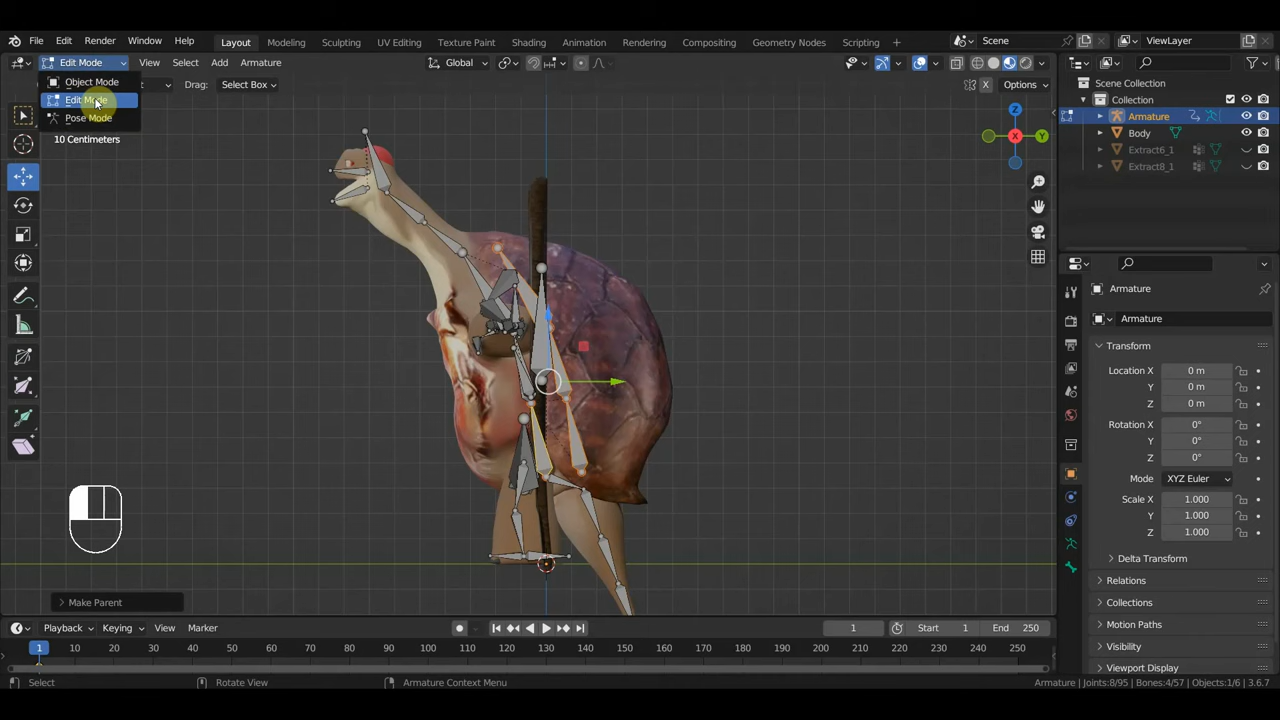 File Edit Render Window Help Layout Modeling Sculpting UV Editing Texture Paint Shading Animation Rendering Compositing Geometry Nodes Scripting + Scene ViewLayer
Edit Mode View Select Add Armature Global
Drag: Select Box X Options
Object Mode
Edit Mode
Pose Mode
10 Centimeters
Z
X
Y
Scene Collection
Collection
Armature
Body
Extract6_1
Extract8_1
Armature
Armature
Transform
Location X 0 m
Y 0 m
Z 0 m
Rotation X 0°
Y 0°
Z 0°
Mode XYZ Euler
Scale X 1.000
Y 1.000
Z 1.000
Delta Transform
Relations
Collections
Motion Paths
Visibility
Viewport Display
Make Parent
Playback Keying View Marker 1 Start 1 End 250
1 10 20 30 40 50 60 70 80 90 100 110 120 130 140 150 160 170 180 190 200 210 220 230 240 250
Select Rotate View Armature Context Menu Armature | Joints:8/95 | Bones:4/57 | Objects:1/6 | 3.6.7